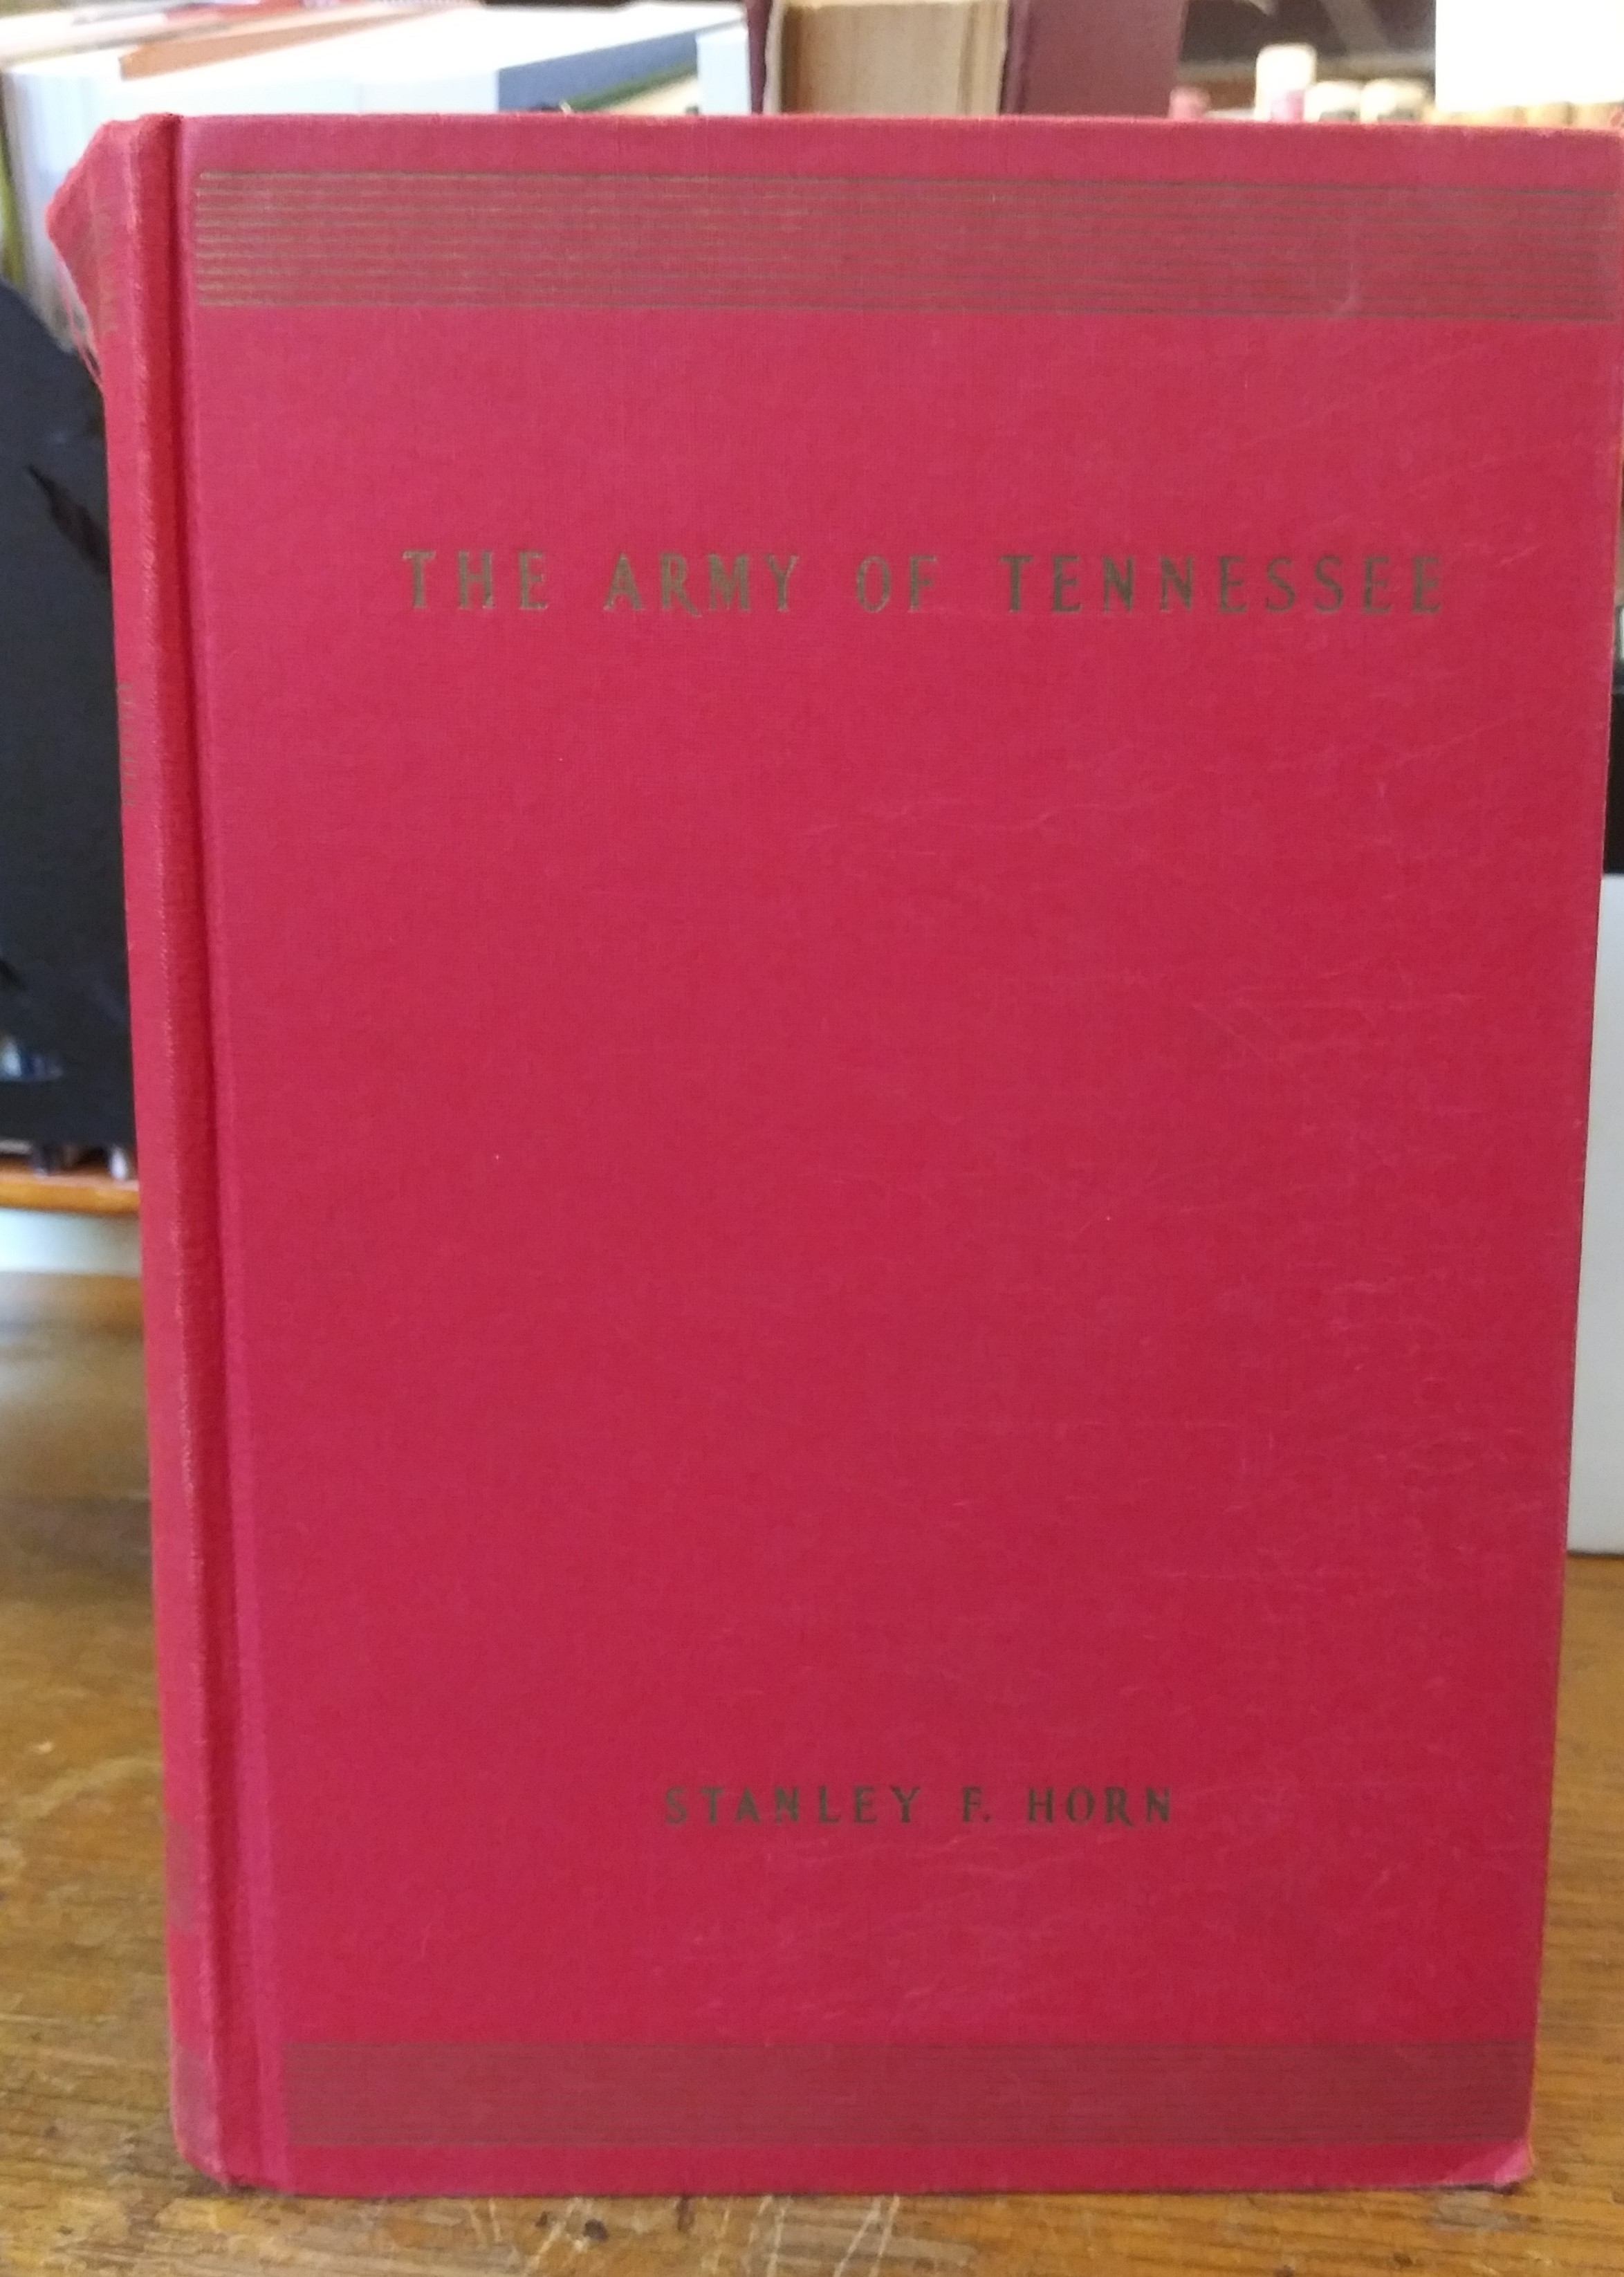 THE ARMY OF TENNESSEE
STANLEY F. HORN